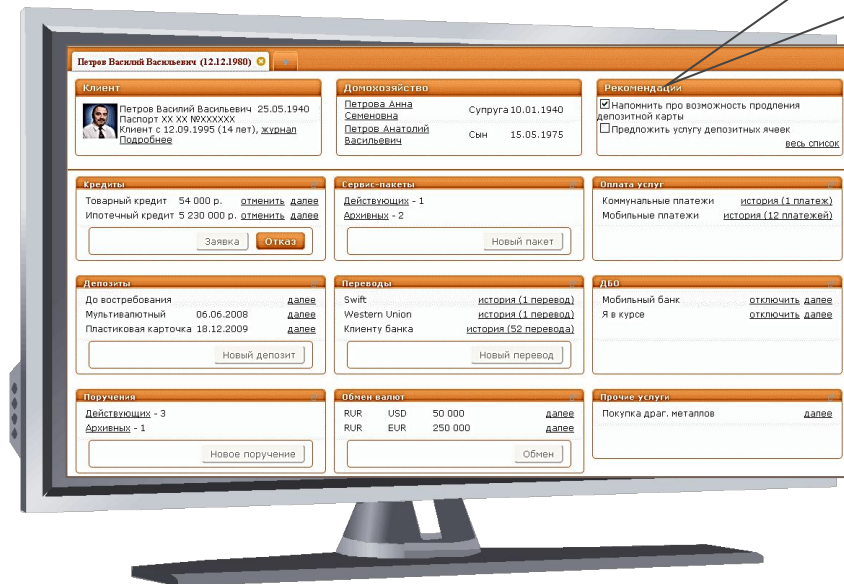 Петров Василий Васильевич (12.12.1980)
Клиент
Петров Василий Васильевич 25.05.1940
Паспорт XX XX №XXXXXX
Клиент с 12.09.1995 (14 лет), журнал
Подробнее
Домохозяйство
Петрова Анна Семеновна Супруга 10.01.1940
Петров Анатолий Васильевич Сын 15.05.1975
Рекомендации
Напомнить про возможность продления
депозитной карты
Предложить услугу депозитных ячеек
весь список
Кредиты
Товарный кредит 54 000 р. отменить далее
Ипотечный кредит 5 230 000 р. отменить далее
Заявка Отказ
Сервис-пакеты
Действующих - 1
Архивных - 2
Новый пакет
Оплата услуг
Коммунальные платежи история (1 платеж)
Мобильные платежи история (12 платежей)
Депозиты
До востребования далее
Мультивалютный 06.06.2008 далее
Пластиковая карточка 18.12.2009 далее
Новый депозит
Переводы
Swift история (1 перевод)
Western Union история (1 перевод)
Клиенту банка история (52 перевода)
Новый перевод
ДБО
Мобильный банк отключить далее
Я в курсе отключить далее
Поручения
Действующих - 3
Архивных - 1
Новое поручение
Обмен валют
RUR USD 50 000 далее
RUR EUR 250 000 далее
Обмен
Прочие услуги
Покупка драг. металлов далее